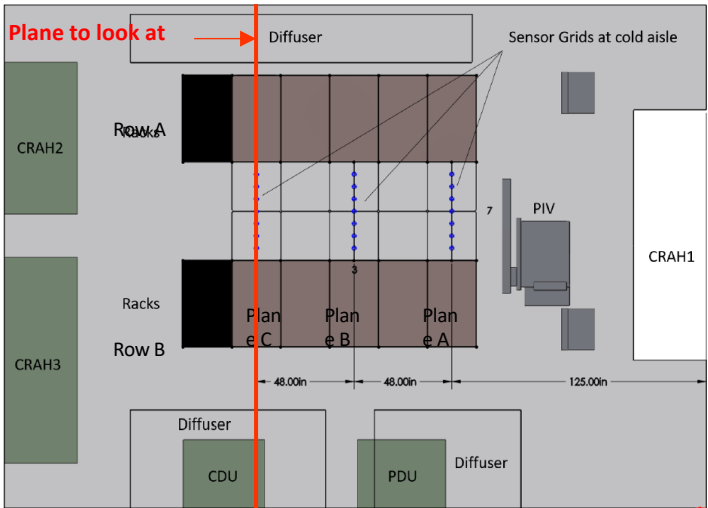 Plane to look at
Diffuser
Sensor Grids at cold aisle
Row A
Racks
CRAH2
7
PIV
CRAH1
3
Racks
Row B
Plan
e C
Plan
e B
Plan
e A
CRAH3
48.00in
48.00in
125.00in
Diffuser
Diffuser
CDU
PDU